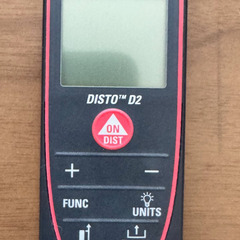 DISTO™ D2
ON
DIST
+ −
FUNC
UNITS